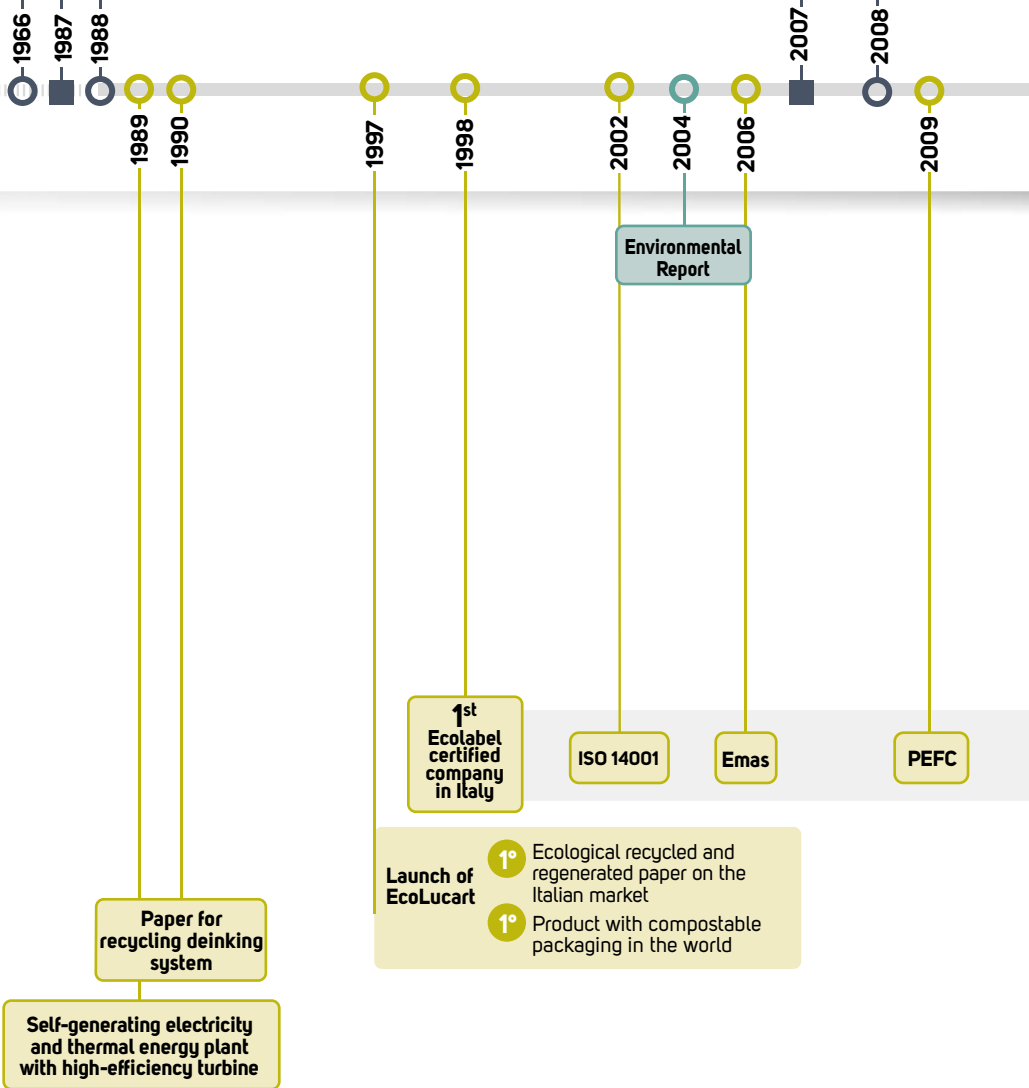 1966
1987
1988
1989
1990
1997
1998
2002
2004
2006
2007
2008
2009
Environmental
Report
1st
Ecolabel
certified
company
in Italy
ISO 14001
Emas
PEFC
Launch of
EcoLucart
1°
Ecological recycled and
regenerated paper on the
Italian market
1°
Product with compostable
packaging in the world
Paper for
recycling deinking
system
Self-generating electricity
and thermal energy plant
with high-efficiency turbine